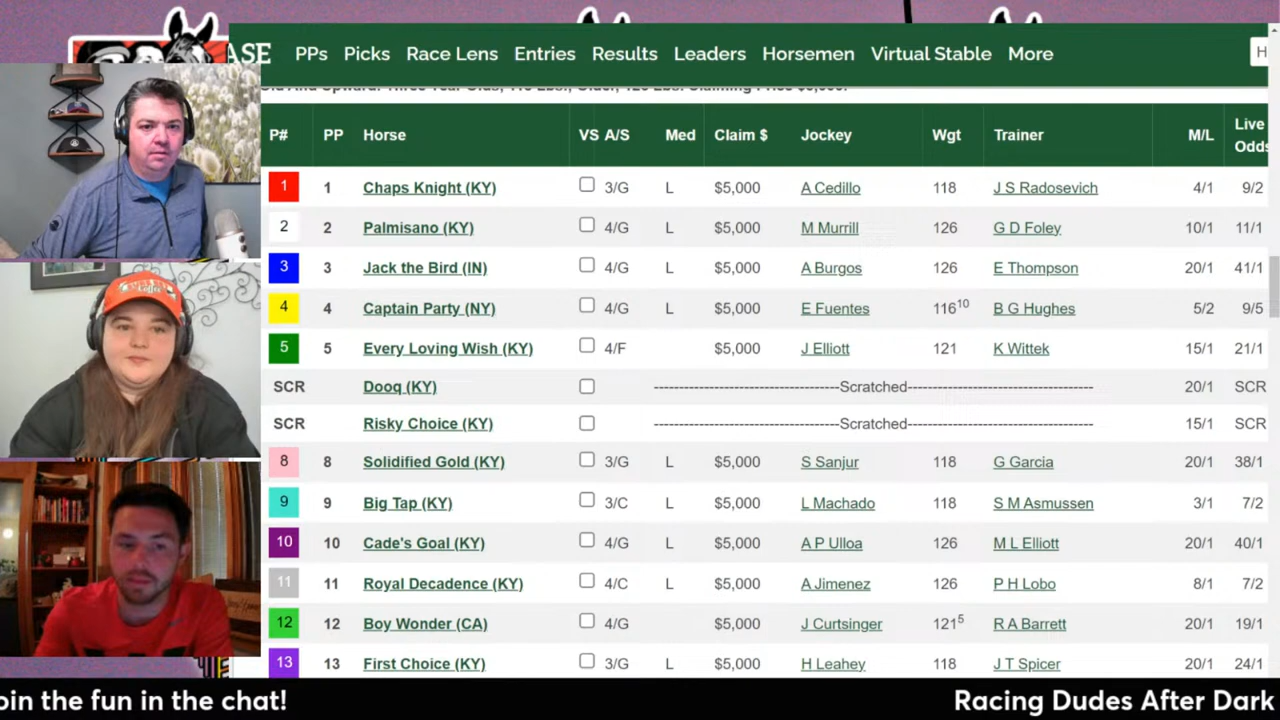 ASE PPs Picks Race Lens Entries Results Leaders Horsemen Virtual Stable More H
P# PP Horse VS A/S Med Claim $ Jockey Wgt Trainer M/L Live Odds
1 1 Chaps Knight (KY) 3/G L $5,000 A Cedillo 118 J S Radosevich 4/1 9/2
2 2 Palmisano (KY) 4/G L $5,000 M Murrill 126 G D Foley 10/1 11/1
3 3 Jack the Bird (IN) 4/G L $5,000 A Burgos 126 E Thompson 20/1 41/1
4 4 Captain Party (NY) 4/G L $5,000 E Fuentes 116 10 B G Hughes 5/2 9/5
5 5 Every Loving Wish (KY) 4/F $5,000 J Elliott 121 K Wittek 15/1 21/1
SCR Dooq (KY) ---------------------------------------Scratched--------------------------------------- 20/1 SCR
SCR Risky Choice (KY) ---------------------------------------Scratched--------------------------------------- 15/1 SCR
8 8 Solidified Gold (KY) 3/G L $5,000 S Sanjur 118 G Garcia 20/1 38/1
9 9 Big Tap (KY) 3/C L $5,000 L Machado 118 S M Asmussen 3/1 7/2
10 10 Cade's Goal (KY) 4/G L $5,000 A P Ulloa 126 M L Elliott 20/1 40/1
11 11 Royal Decadence (KY) 4/C L $5,000 A Jimenez 126 P H Lobo 8/1 7/2
12 12 Boy Wonder (CA) 4/G L $5,000 J Curtsinger 121 5 R A Barrett 20/1 19/1
13 13 First Choice (KY) 3/G L $5,000 H Leahey 118 J T Spicer 20/1 24/1
oin the fun in the chat! Racing Dudes After Dark